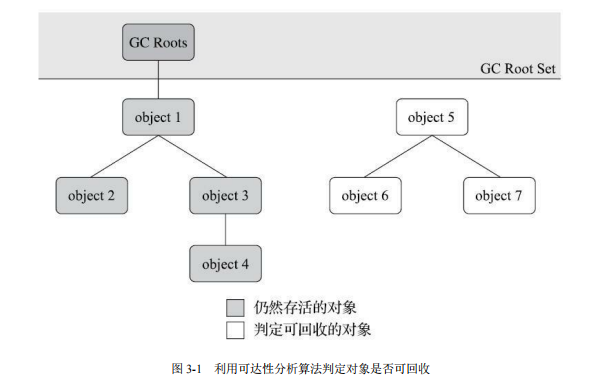 GC Roots
GC Root Set
object 1
object 5
object 2
object 3
object 6
object 7
object 4
仍然存活的对象
判定可回收的对象
图 3-1 利用可达性分析算法判定对象是否可回收